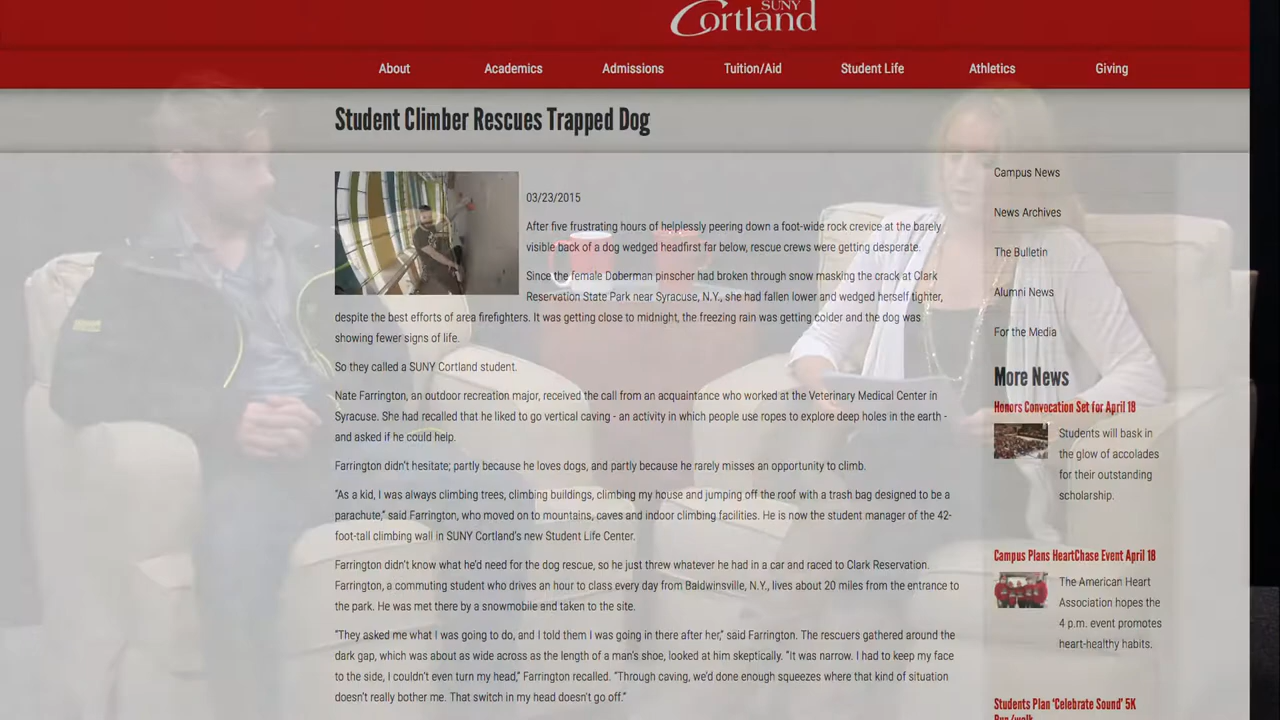 SUNY
Cortland
About Academics Admissions Tuition/Aid Student Life Athletics Giving
Student Climber Rescues Trapped Dog
03/23/2015
After five frustrating hours of helplessly peering down a foot-wide rock crevice at the barely
visible back of a dog wedged headfirst far below, rescue crews were getting desperate.
Since the female Doberman pinscher had broken through snow masking the crack at Clark
Reservation State Park near Syracuse, N.Y., she had fallen lower and wedged herself tighter,
despite the best efforts of area firefighters. It was getting close to midnight, the freezing rain was getting colder and the dog was
showing fewer signs of life.
So they called a SUNY Cortland student.
Nate Farrington, an outdoor recreation major, received the call from an acquaintance who worked at the Veterinary Medical Center in
Syracuse. She had recalled that he liked to go vertical caving - an activity in which people use ropes to explore deep holes in the earth -
and asked if he could help.
Farrington didn't hesitate; partly because he loves dogs, and partly because he rarely misses an opportunity to climb.
“As a kid, I was always climbing trees, climbing buildings, climbing my house and jumping off the roof with a trash bag designed to be a
parachute,” said Farrington, who moved on to mountains, caves and indoor climbing facilities. He is now the student manager of the 42-
foot-tall climbing wall in SUNY Cortland's new Student Life Center.
Farrington didn't know what he'd need for the dog rescue, so he just threw whatever he had in a car and raced to Clark Reservation.
Farrington, a commuting student who drives an hour to class every day from Baldwinsville, N.Y., lives about 20 miles from the entrance to
the park. He was met there by a snowmobile and taken to the site.
“They asked me what I was going to do, and I told them I was going in there after her,” said Farrington. The rescuers gathered around the
dark gap, which was about as wide across as the length of a man's shoe, looked at him skeptically. “It was narrow. I had to keep my face
to the side, I couldn't even turn my head,” Farrington recalled. “Through caving, we'd done enough squeezes where that kind of situation
doesn't really bother me. That switch in my head doesn't go off.”
Campus News
News Archives
The Bulletin
Alumni News
For the Media
More News
Honors Convocation Set for April 18
Students will bask in
the glow of accolades
for their outstanding
scholarship.
Campus Plans HeartChase Event April 18
The American Heart
Association hopes the
4 p.m. event promotes
heart-healthy habits.
Students Plan ‘Celebrate Sound’ 5K
Run/walk